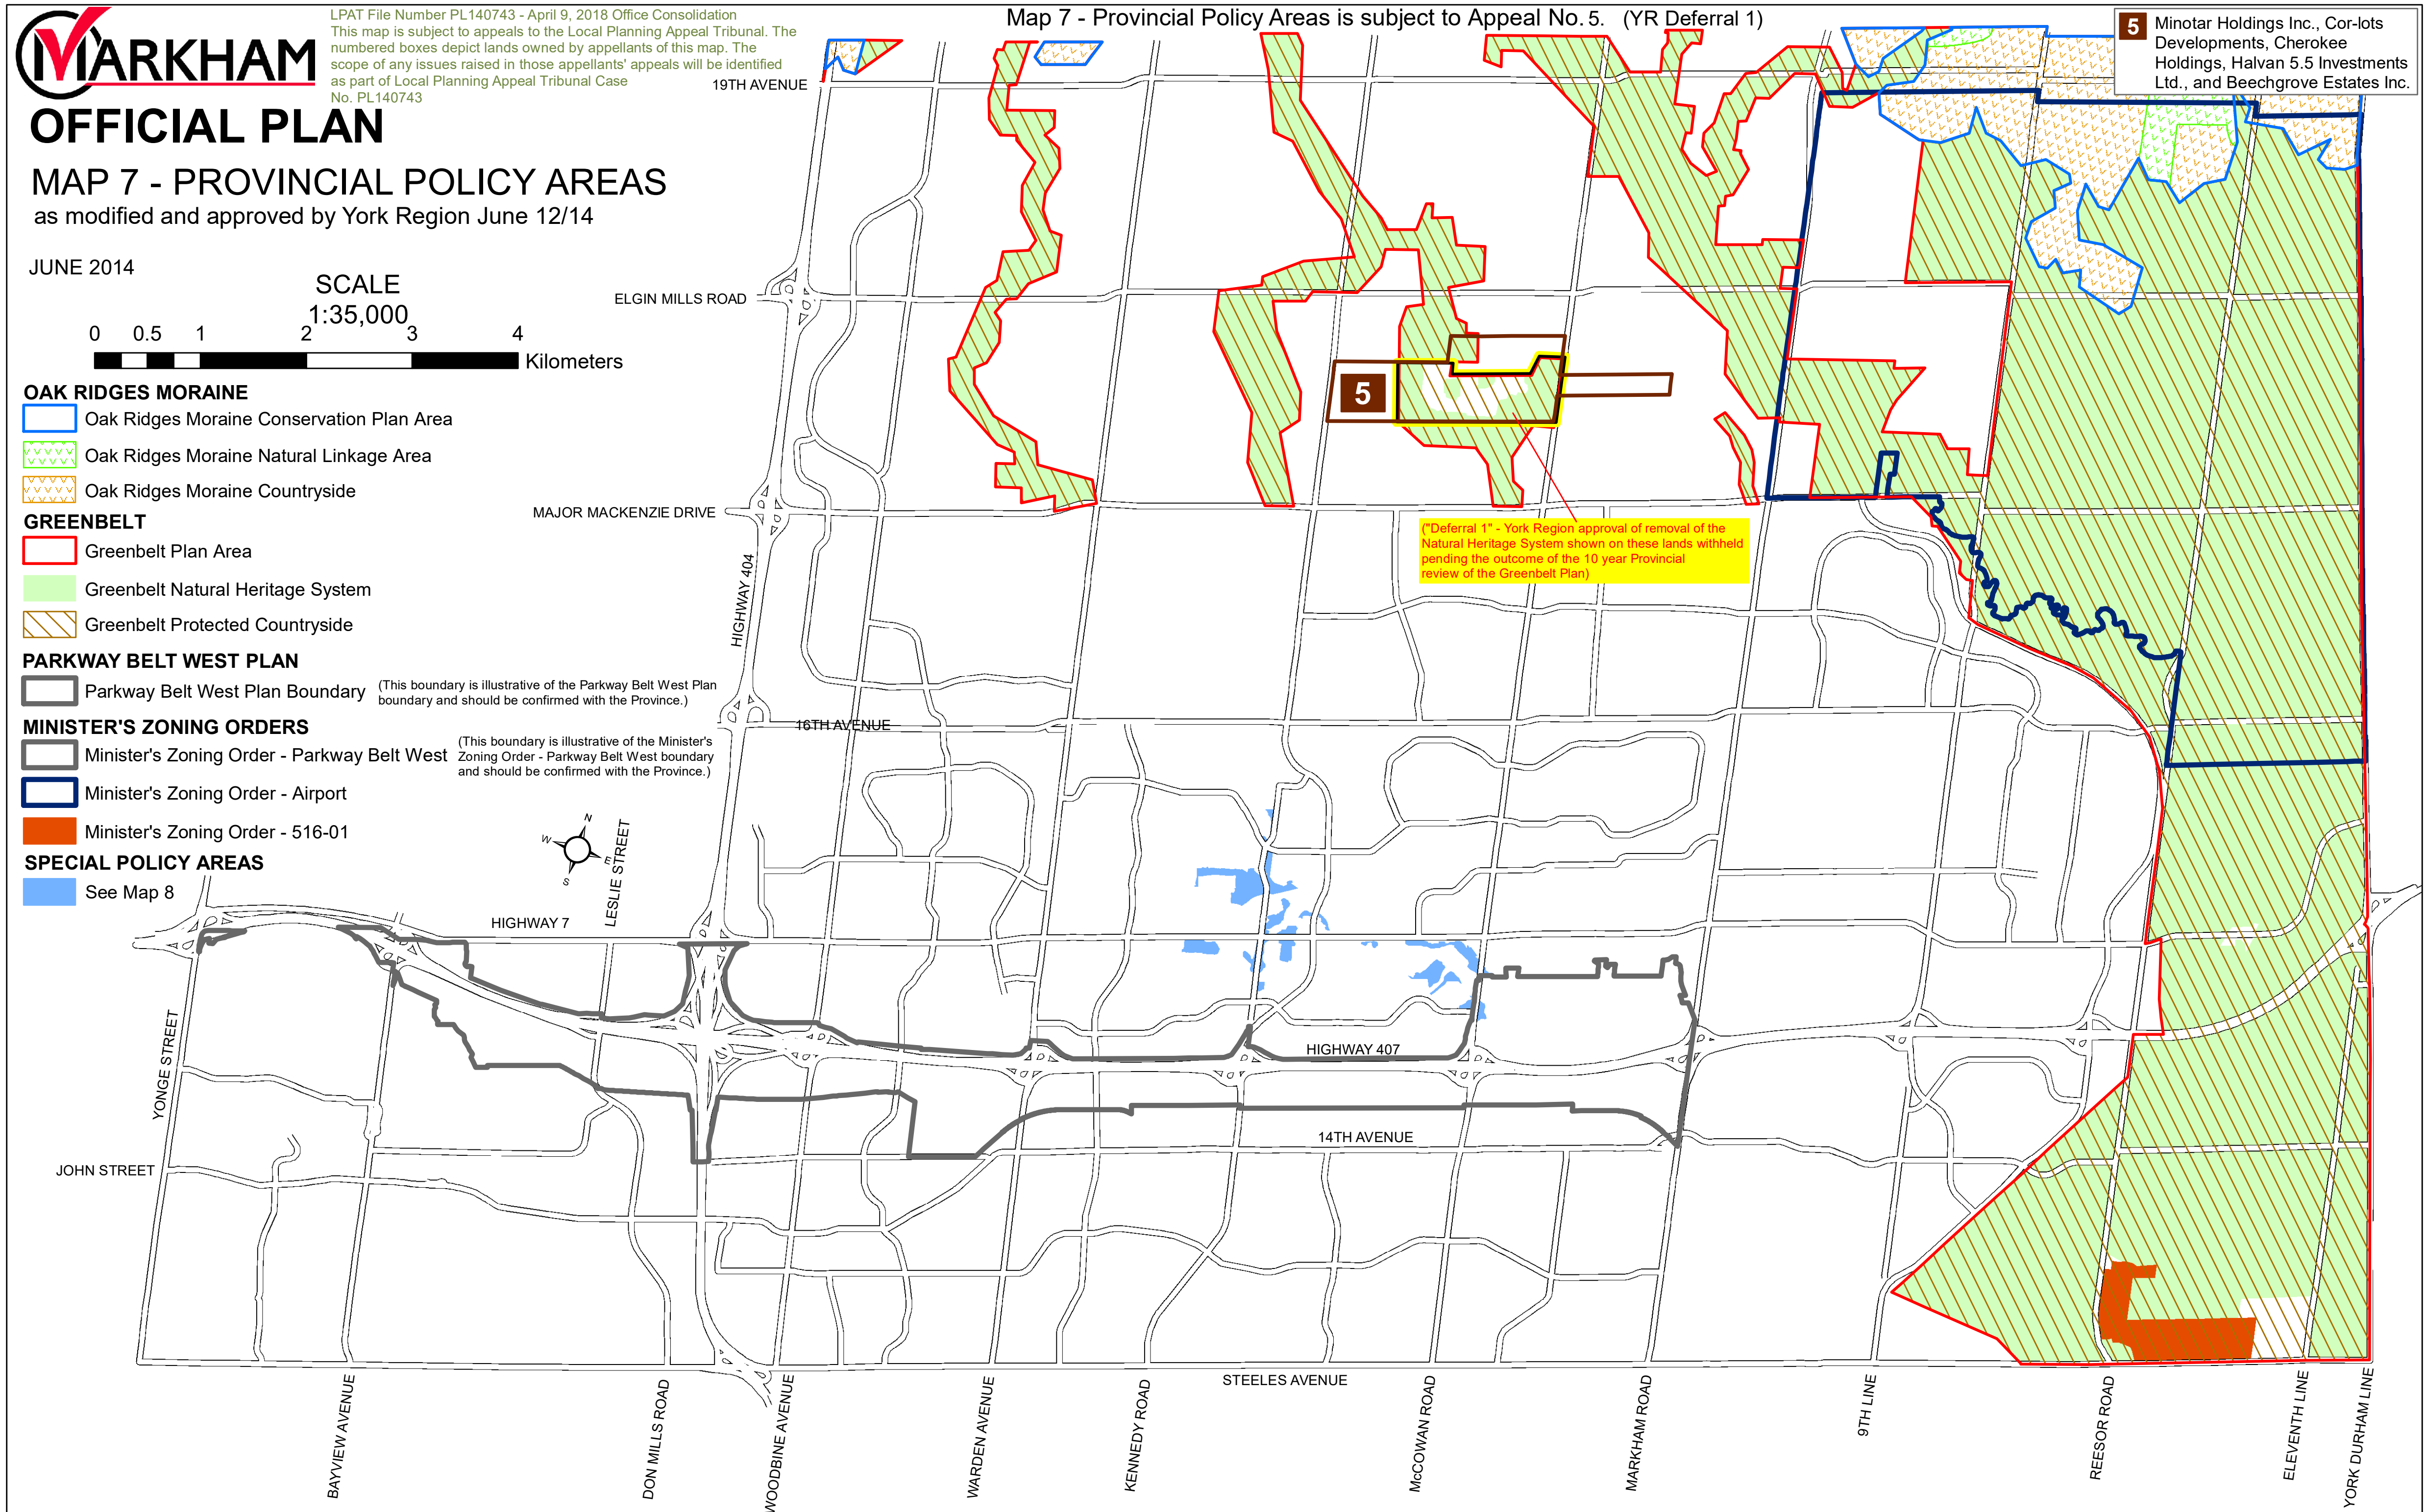 MARKHAM
OFFICIAL PLAN
MAP 7 - PROVINCIAL POLICY AREAS
as modified and approved by York Region June 12/14
JUNE 2014
LPAT File Number PL140743 - April 9, 2018 Office Consolidation
This map is subject to appeals to the Local Planning Appeal Tribunal. The
numbered boxes depict lands owned by appellants of this map. The
scope of any issues raised in those appellants' appeals will be identified
as part of Local Planning Appeal Tribunal Case
No. PL140743
Map 7 - Provincial Policy Areas is subject to Appeal No. 5. (YR Deferral 1)
5
Minotar Holdings Inc., Cor-lots
Developments, Cherokee
Holdings, Halvan 5.5 Investments
Ltd., and Beechgrove Estates Inc.
SCALE
1:35,000
0 0.5 1 2 3 4
Kilometers
OAK RIDGES MORAINE
Oak Ridges Moraine Conservation Plan Area
Oak Ridges Moraine Natural Linkage Area
Oak Ridges Moraine Countryside
GREENBELT
Greenbelt Plan Area
Greenbelt Natural Heritage System
Greenbelt Protected Countryside
PARKWAY BELT WEST PLAN
Parkway Belt West Plan Boundary
(This boundary is illustrative of the Parkway Belt West Plan
boundary and should be confirmed with the Province.)
MINISTER'S ZONING ORDERS
Minister's Zoning Order - Parkway Belt West
(This boundary is illustrative of the Minister's
Zoning Order - Parkway Belt West boundary
and should be confirmed with the Province.)
Minister's Zoning Order - Airport
Minister's Zoning Order - 516-01
SPECIAL POLICY AREAS
See Map 8
N
W
E
S
19TH AVENUE
ELGIN MILLS ROAD
5
MAJOR MACKENZIE DRIVE
("Deferral 1" - York Region approval of removal of the
Natural Heritage System shown on these lands withheld
pending the outcome of the 10 year Provincial
review of the Greenbelt Plan)
HIGHWAY 404
16TH AVENUE
LESLIE STREET
HIGHWAY 7
HIGHWAY 407
YONGE STREET
14TH AVENUE
JOHN STREET
STEELES AVENUE
BAYVIEW AVENUE
DON MILLS ROAD
WOODBINE AVENUE
WARDEN AVENUE
KENNEDY ROAD
McCOWAN ROAD
MARKHAM ROAD
9TH LINE
REESOR ROAD
ELEVENTH LINE
YORK DURHAM LINE